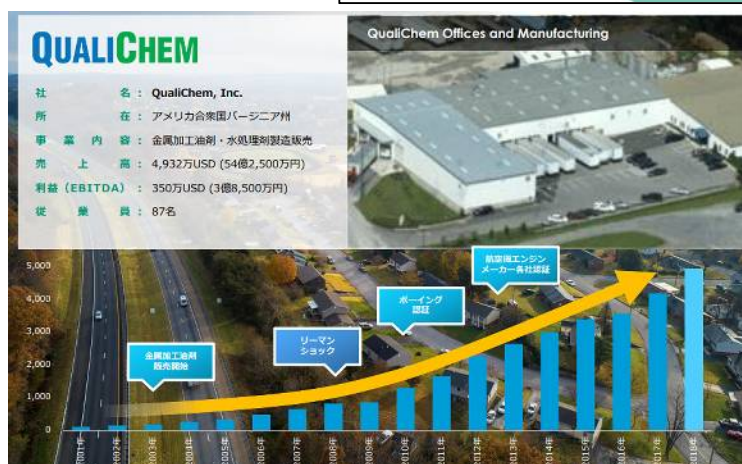 QUALICHEM
QualiChem Offices and Manufacturing
社名：QualiChem, Inc.
所在：アメリカ合衆国バージニア州
事業内容：金属加工油剤・水処理剤製造販売
売上高：4,932万USD (54億2,500万円)
利益（EBITDA）：350万USD (3億8,500万円)
従業員：87名
5,000
4,000
3,000
2,000
1,000
0
金属加工油剤
販売開始
リーマン
ショック
ボーイング
認証
航空機エンジン
メーカー各社認証
2001年
2002年
2003年
2004年
2005年
2006年
2007年
2008年
2009年
2010年
2011年
2012年
2013年
2014年
2015年
2016年
2017年
2018年